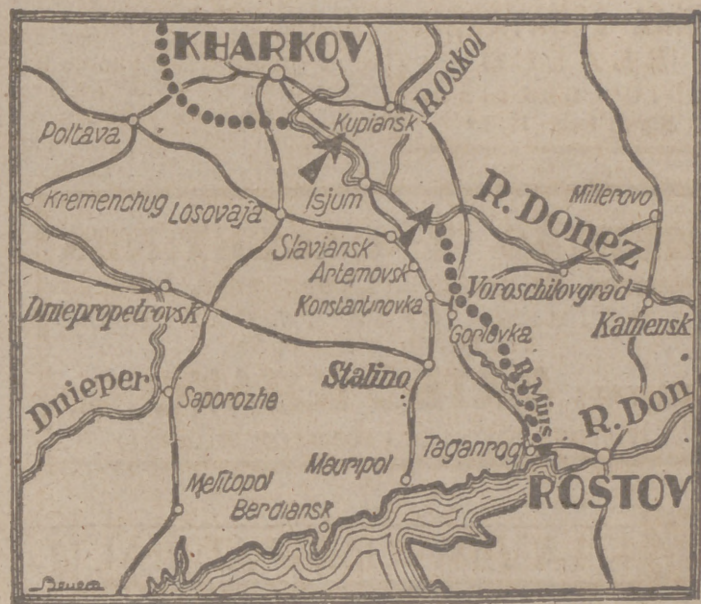 KHARKOV
R. Oskol
Kupiansk
Poltava
Isjum
Kremenchug
Losovaja
R. Donez
Millerovo
Slaviansk
Artemovsk
Konstantinovka
Voroschilovgrad
Dniepropetrovsk
Gorlovka
Kamensk
Stalino
Dnieper
Saporozhe
R. Mius
R. Don
Taganrog
Mauripol
Melitopol
Berdiansk
ROSTOV